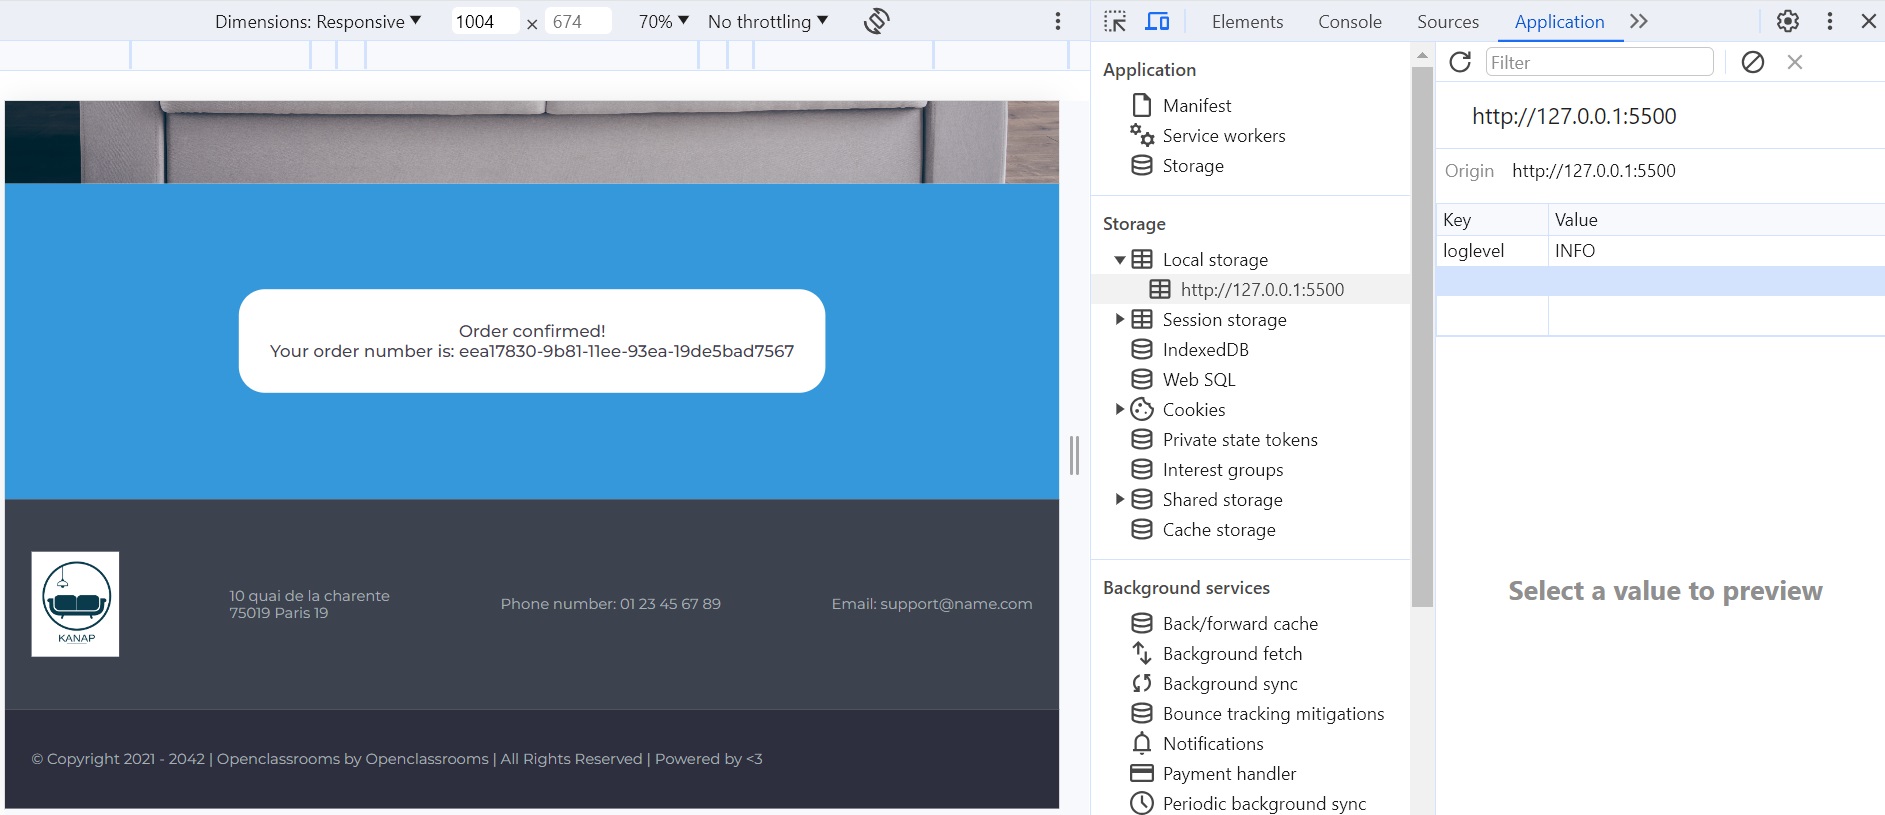 Dimensions: Responsive ▼ 1004 × 674 70% ▼ No throttling ▼
Elements Console Sources Application
Order confirmed!
Your order number is: eea17830-9b81-11ee-93ea-19de5bad7567
KANAP
10 quai de la charente
75019 Paris 19
Phone number: 01 23 45 67 89
Email: support@name.com
© Copyright 2021 - 2042 | Openclassrooms by Openclassrooms | All Rights Reserved | Powered by <3
Application
Manifest
Service workers
Storage
Storage
Local storage
http://127.0.0.1:5500
Session storage
IndexedDB
Web SQL
Cookies
Private state tokens
Interest groups
Shared storage
Cache storage
Background services
Back/forward cache
Background fetch
Background sync
Bounce tracking mitigations
Notifications
Payment handler
Periodic background sync
Filter
http://127.0.0.1:5500
Origin http://127.0.0.1:5500
Key Value
loglevel INFO
Select a value to preview